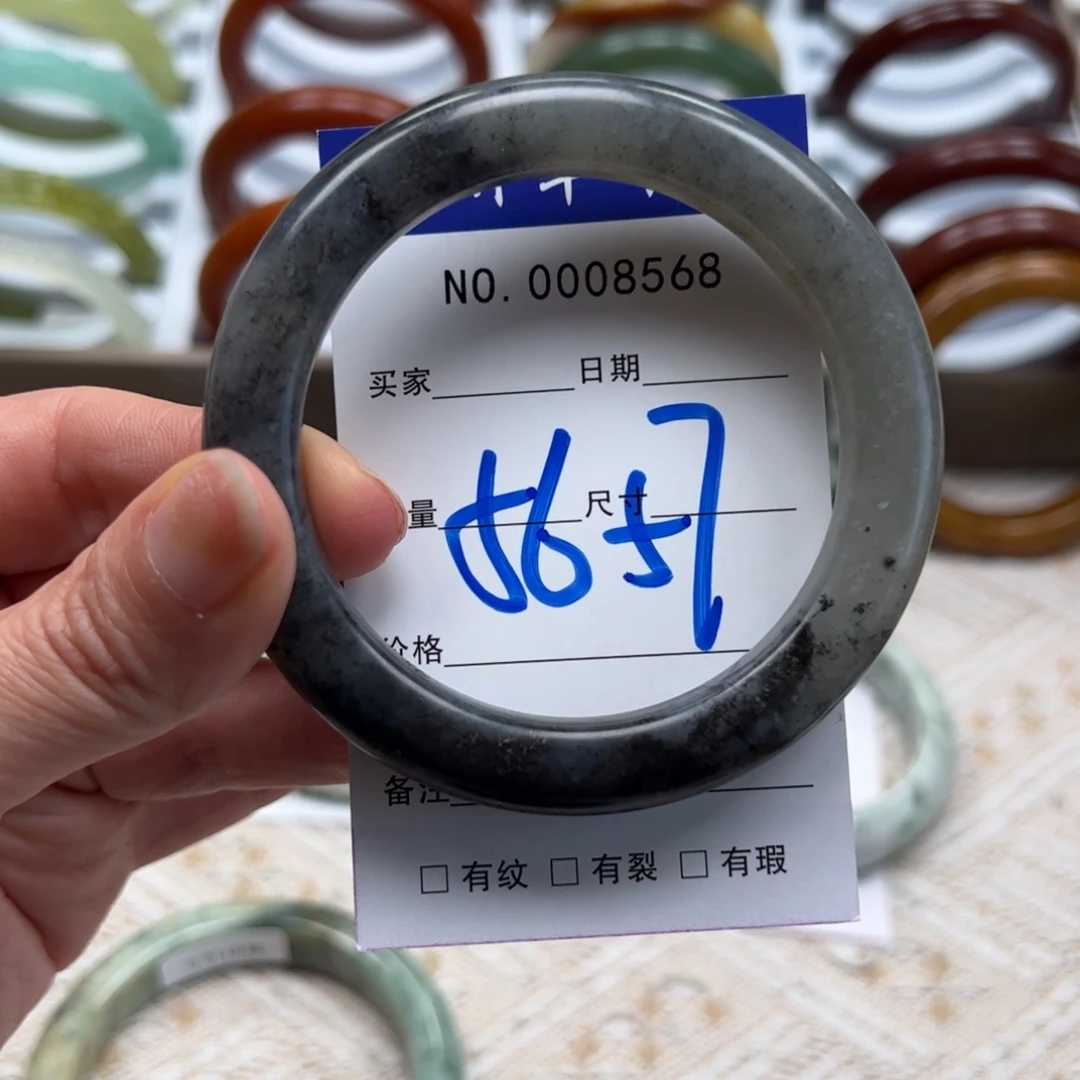 NO. 0008568
买家 日期
量 尺寸
56 57
价格
备注
□ 有纹 □ 有裂 □ 有瑕